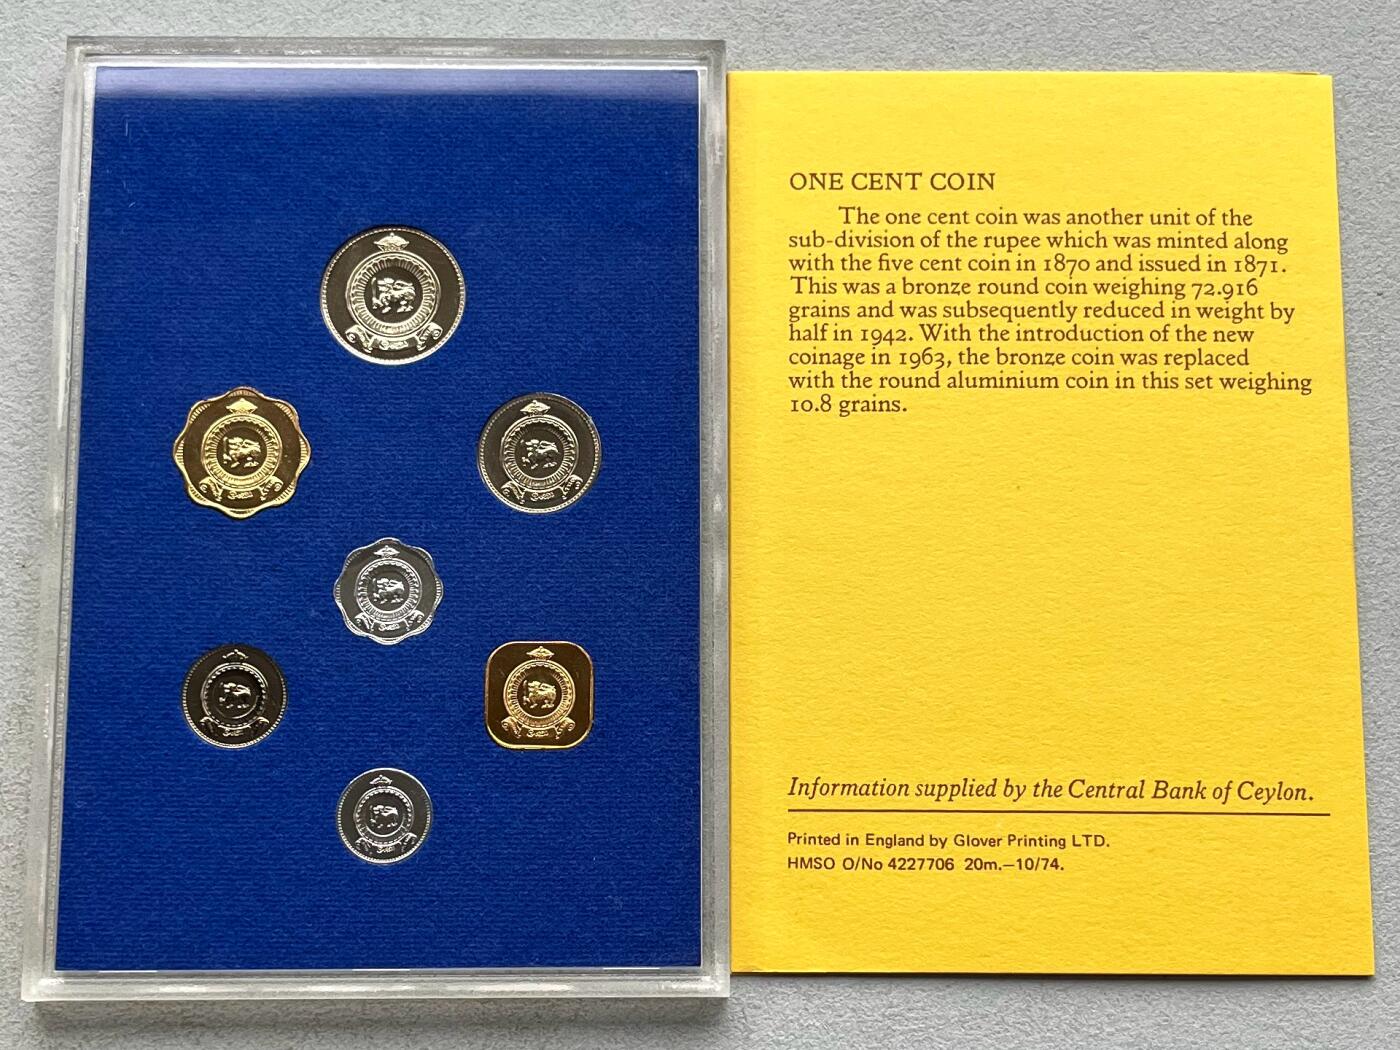 ONE CENT COIN
The one cent coin was another unit of the
sub-division of the rupee which was minted along
with the five cent coin in 1870 and issued in 1871.
This was a bronze round coin weighing 72.916
grains and was subsequently reduced in weight by
half in 1942. With the introduction of the new
coinage in 1963, the bronze coin was replaced
with the round aluminium coin in this set weighing
10.8 grains.
Information supplied by the Central Bank of Ceylon.
Printed in England by Glover Printing LTD.
HMSO O/No 4227706 20m.—10/74.